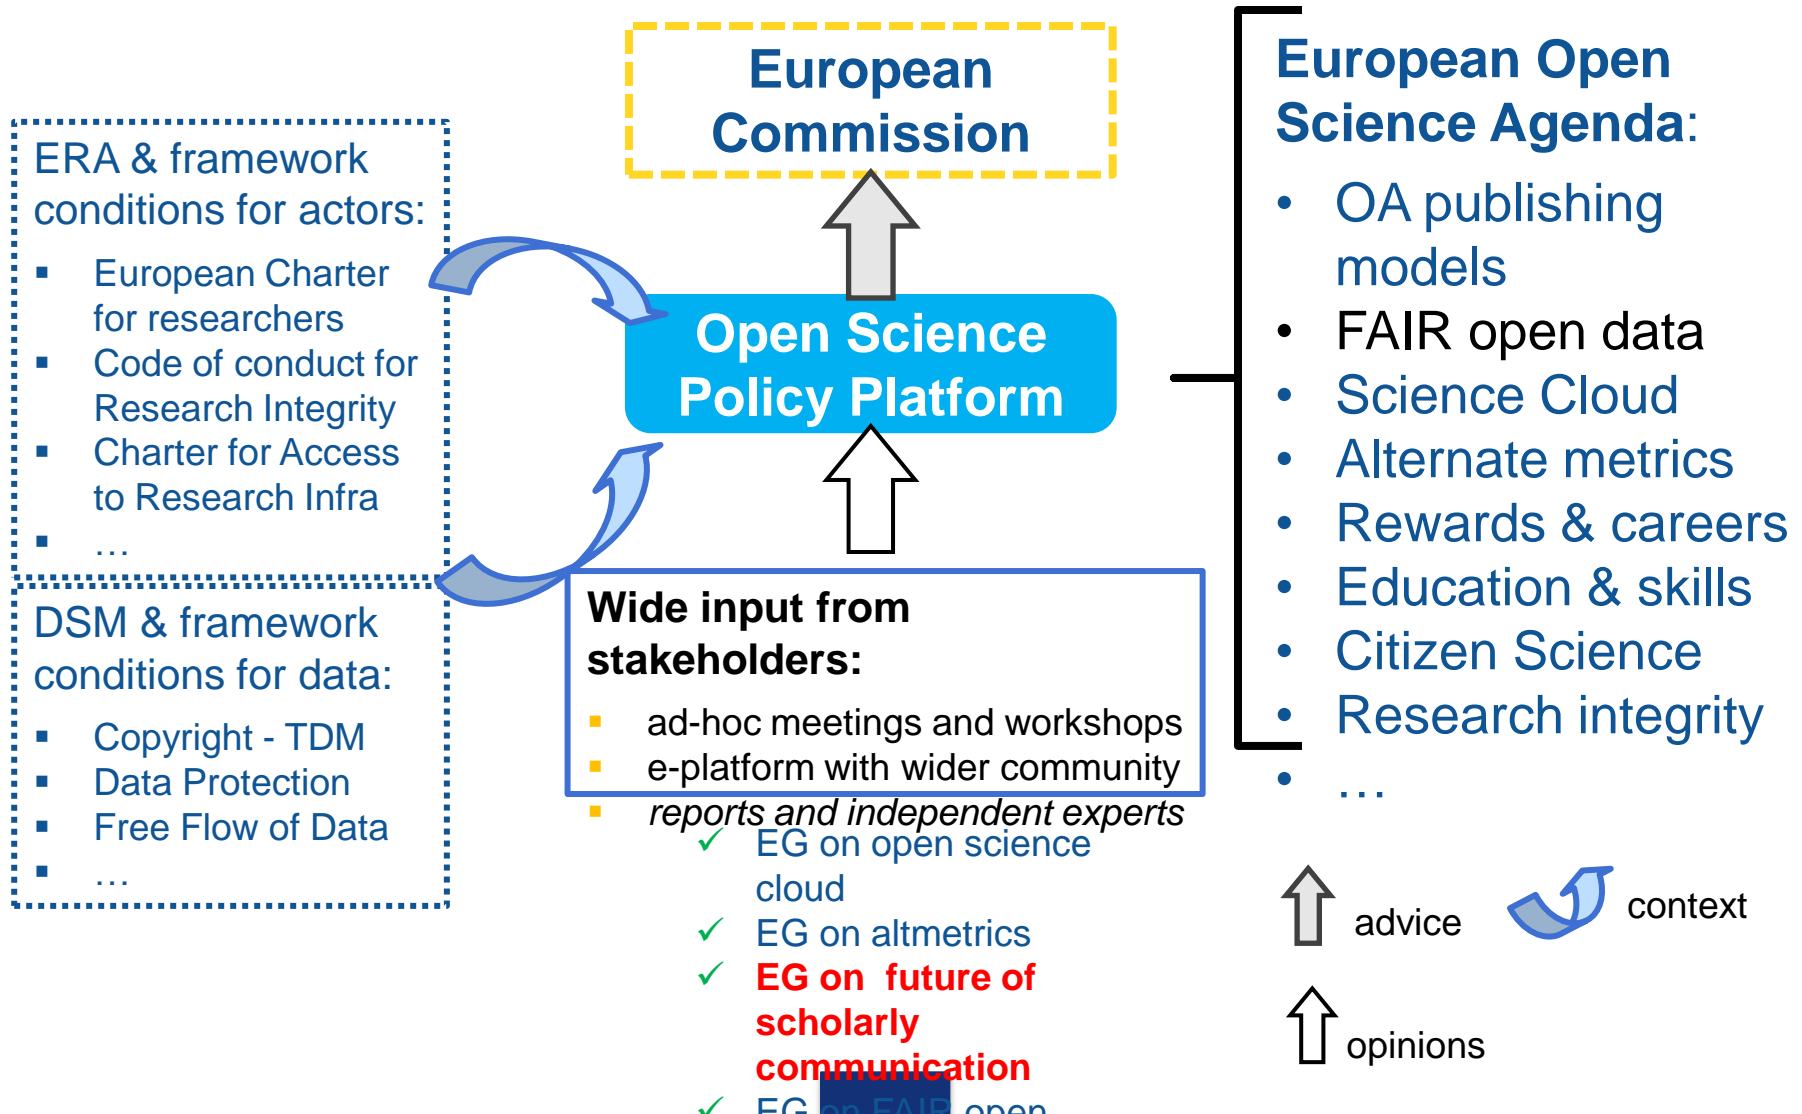 European
Commission
ERA & framework
conditions for actors:
▪ European Charter
for researchers
▪ Code of conduct for
Research Integrity
▪ Charter for Access
to Research Infra
▪ …
DSM & framework
conditions for data:
▪ Copyright - TDM
▪ Data Protection
▪ Free Flow of Data
▪ …
Open Science
Policy Platform
Wide input from
stakeholders:
▪ ad-hoc meetings and workshops
▪ e-platform with wider community
▪ reports and independent experts
✓ EG on open science
cloud
✓ EG on altmetrics
✓ EG on future of
scholarly
communication
✓ EG on FAIR open
European Open
Science Agenda:
• OA publishing
models
• FAIR open data
• Science Cloud
• Alternate metrics
• Rewards & careers
• Education & skills
• Citizen Science
• Research integrity
• …
advice
context
opinions